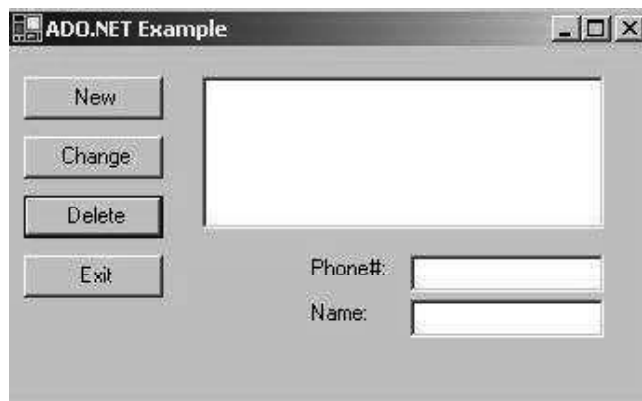 ADO.NET Example
New
Change
Delete
Exit
Phone#:
Name: